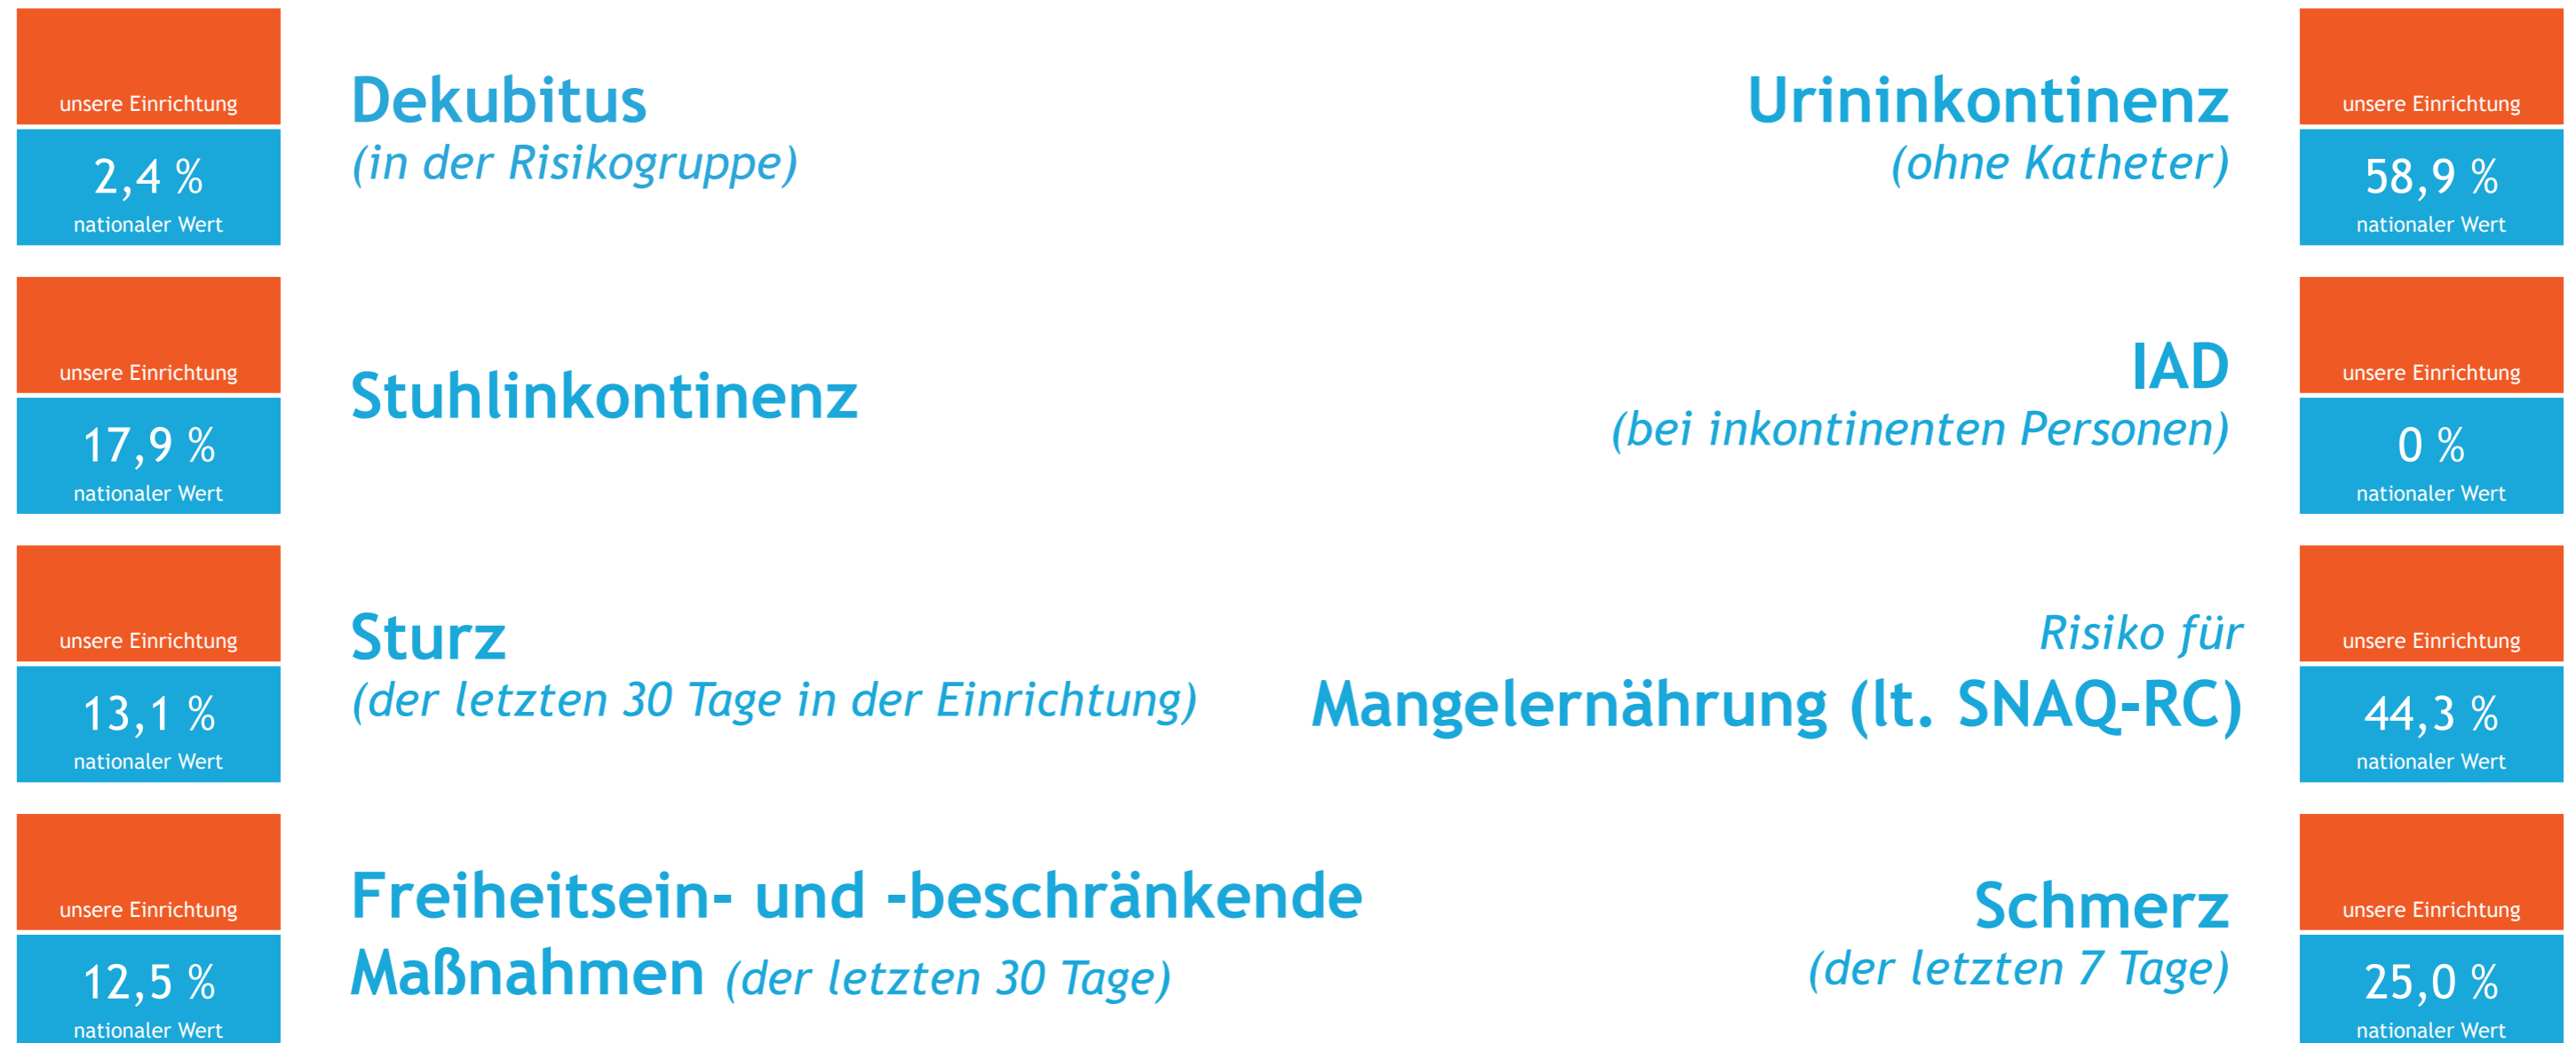 unsere Einrichtung
2,4 %
nationaler Wert
Dekubitus
(in der Risikogruppe)
Urininkontinenz
(ohne Katheter)
unsere Einrichtung
58,9 %
nationaler Wert
unsere Einrichtung
17,9 %
nationaler Wert
Stuhlinkontinenz
IAD
(bei inkontinenten Personen)
unsere Einrichtung
0 %
nationaler Wert
unsere Einrichtung
13,1 %
nationaler Wert
Sturz
(der letzten 30 Tage in der Einrichtung)
Risiko für
Mangelernährung (lt. SNAQ-RC)
unsere Einrichtung
44,3 %
nationaler Wert
unsere Einrichtung
12,5 %
nationaler Wert
Freiheitsein- und -beschränkende
Maßnahmen (der letzten 30 Tage)
Schmerz
(der letzten 7 Tage)
unsere Einrichtung
25,0 %
nationaler Wert